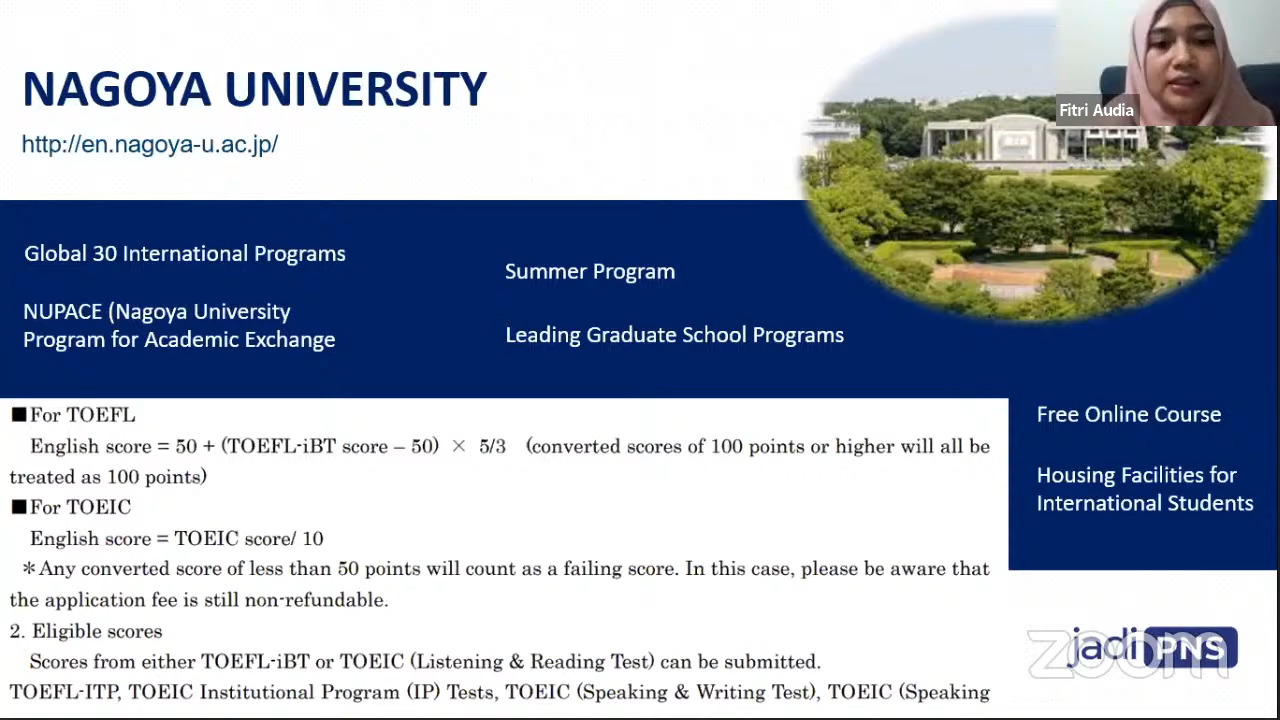 NAGOYA UNIVERSITY
http://en.nagoya-u.ac.jp/
Fitri Audia
Global 30 International Programs
NUPACE (Nagoya University
Program for Academic Exchange
Summer Program
Leading Graduate School Programs
■For TOEFL
English score = 50 + (TOEFL-iBT score – 50) × 5/3 (converted scores of 100 points or higher will all be
treated as 100 points)
■For TOEIC
English score = TOEIC score/ 10
＊Any converted score of less than 50 points will count as a failing score. In this case, please be aware that
the application fee is still non-refundable.
2. Eligible scores
Scores from either TOEFL-iBT or TOEIC (Listening & Reading Test) can be submitted.
TOEFL-ITP, TOEIC Institutional Program (IP) Tests, TOEIC (Speaking & Writing Test), TOEIC (Speaking
Free Online Course
Housing Facilities for
International Students
jadiPNS
zoom